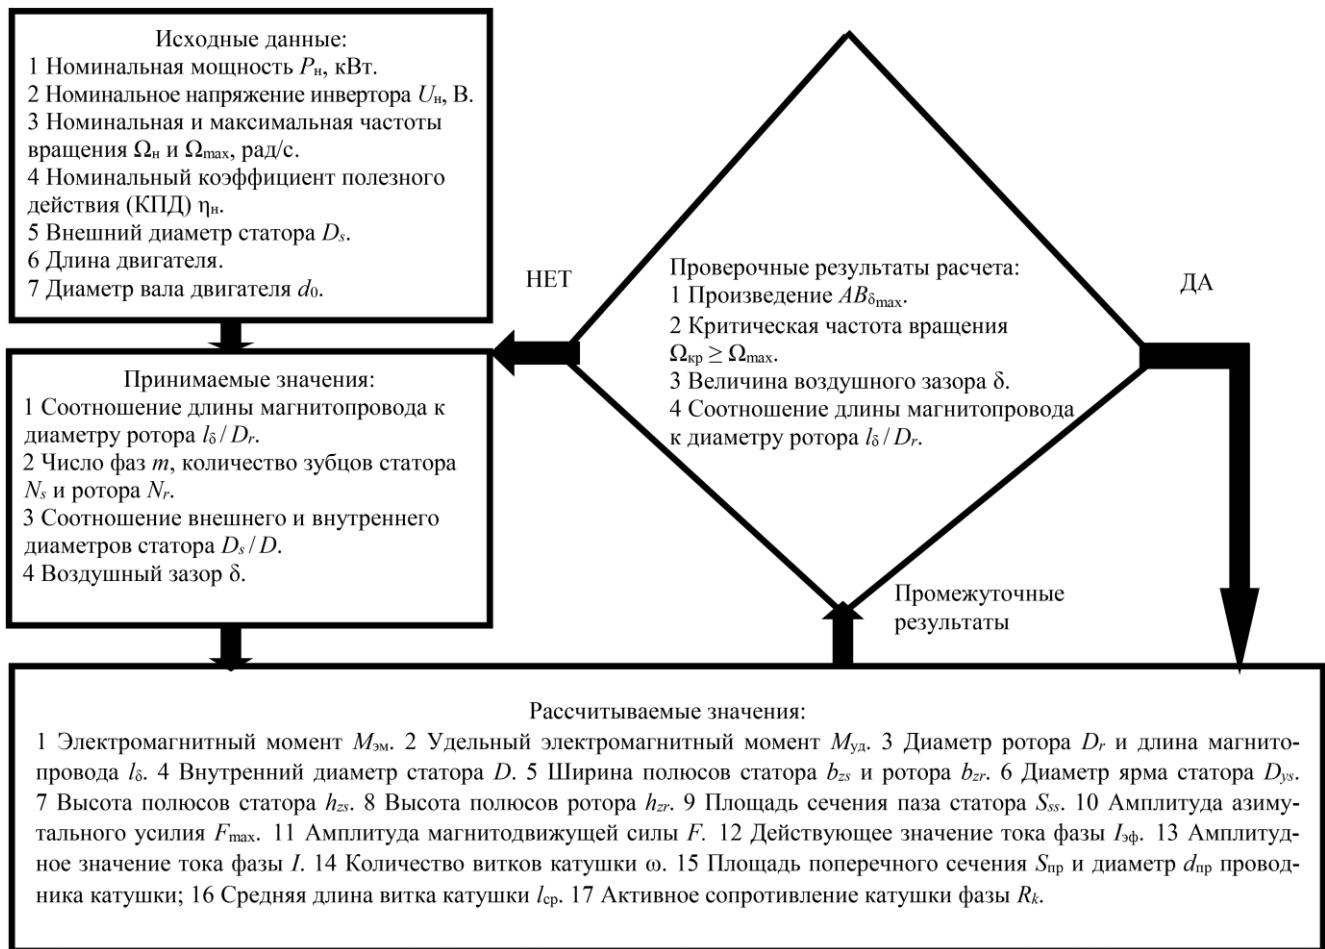 Исходные данные:
1 Номинальная мощность Pн, кВт.
2 Номинальное напряжение инвертора Uн, В.
3 Номинальная и максимальная частоты
вращения Ωн и Ωmax, рад/с.
4 Номинальный коэффициент полезного
действия (КПД) ηн.
5 Внешний диаметр статора Ds.
6 Длина двигателя.
7 Диаметр вала двигателя d0.
Принимаемые значения:
1 Соотношение длины магнитопровода к
диаметру ротора lδ / Dr.
2 Число фаз m, количество зубцов статора
Ns и ротора Nr.
3 Соотношение внешнего и внутреннего
диаметров статора Ds / D.
4 Воздушный зазор δ.
НЕТ
Проверочные результаты расчета:
1 Произведение ABδmax.
2 Критическая частота вращения
Ωкр ≥ Ωmax.
3 Величина воздушного зазора δ.
4 Соотношение длины магнитопровода
к диаметру ротора lδ / Dr.
ДА
Промежуточные
результаты
Рассчитываемые значения:
1 Электромагнитный момент Mэм. 2 Удельный электромагнитный момент Mуд. 3 Диаметр ротора Dr и длина магнито-
провода lδ. 4 Внутренний диаметр статора D. 5 Ширина полюсов статора bzs и ротора bzr. 6 Диаметр ярма статора Dys.
7 Высота полюсов статора hzs. 8 Высота полюсов ротора hzr. 9 Площадь сечения паза статора Sss. 10 Амплитуда азиму-
тального усилия Fmax. 11 Амплитуда магнитодвижущей силы F. 12 Действующее значение тока фазы Iэф. 13 Амплитуд-
ное значение тока фазы I. 14 Количество витков катушки ω. 15 Площадь поперечного сечения Sпр и диаметр dпр провод-
ника катушки; 16 Средняя длина витка катушки lср. 17 Активное сопротивление катушки фазы Rk.